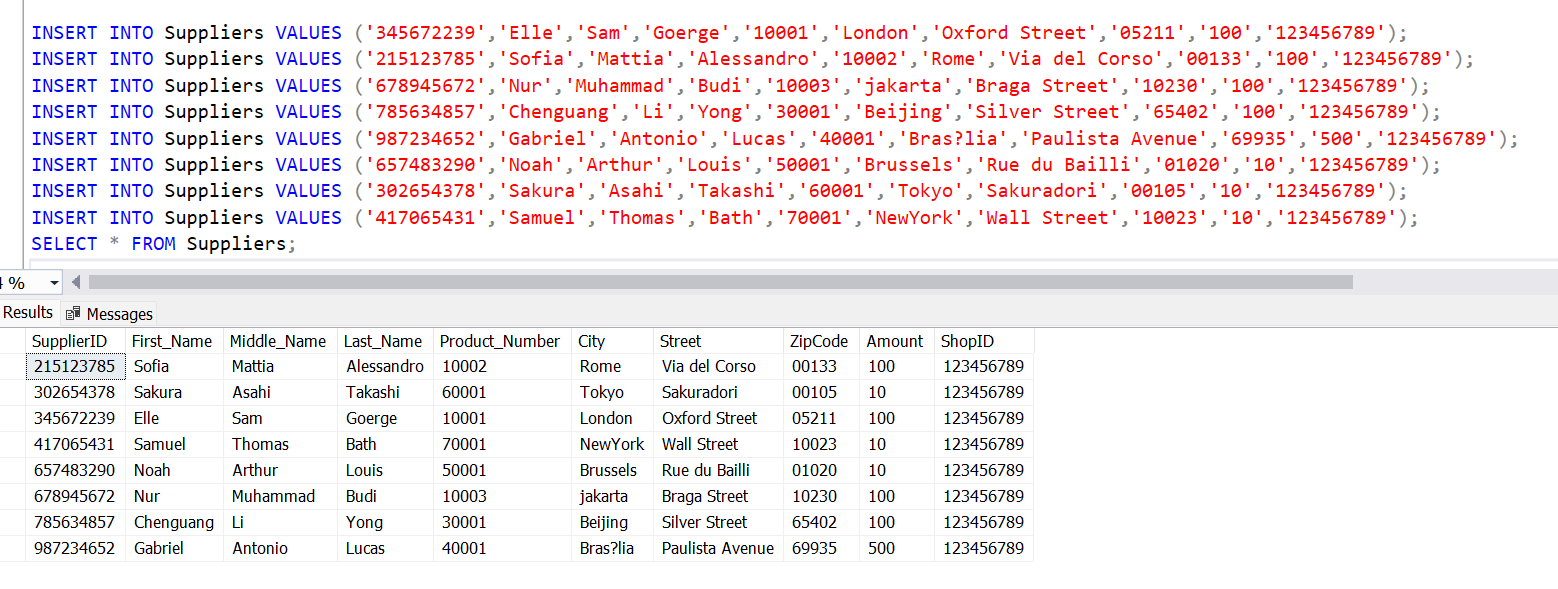 INSERT INTO Suppliers VALUES ('345672239','Elle','Sam','Goerge','10001','London','Oxford Street','05211','100','123456789');
INSERT INTO Suppliers VALUES ('215123785','Sofia','Mattia','Alessandro','10002','Rome','Via del Corso','00133','100','123456789');
INSERT INTO Suppliers VALUES ('678945672','Nur','Muhammad','Budi','10003','jakarta','Braga Street','10230','100','123456789');
INSERT INTO Suppliers VALUES ('785634857','Chenguang','Li','Yong','30001','Beijing','Silver Street','65402','100','123456789');
INSERT INTO Suppliers VALUES ('987234652','Gabriel','Antonio','Lucas','40001','Bras?lia','Paulista Avenue','69935','500','123456789');
INSERT INTO Suppliers VALUES ('657483290','Noah','Arthur','Louis','50001','Brussels','Rue du Bailli','01020','10','123456789');
INSERT INTO Suppliers VALUES ('302654378','Sakura','Asahi','Takashi','60001','Tokyo','Sakuradori','00105','10','123456789');
INSERT INTO Suppliers VALUES ('417065431','Samuel','Thomas','Bath','70001','NewYork','Wall Street','10023','10','123456789');
SELECT * FROM Suppliers;
%
Results Messages
SupplierID First_Name Middle_Name Last_Name Product_Number City Street ZipCode Amount ShopID
215123785 Sofia Mattia Alessandro 10002 Rome Via del Corso 00133 100 123456789
302654378 Sakura Asahi Takashi 60001 Tokyo Sakuradori 00105 10 123456789
345672239 Elle Sam Goerge 10001 London Oxford Street 05211 100 123456789
417065431 Samuel Thomas Bath 70001 NewYork Wall Street 10023 10 123456789
657483290 Noah Arthur Louis 50001 Brussels Rue du Bailli 01020 10 123456789
678945672 Nur Muhammad Budi 10003 jakarta Braga Street 10230 100 123456789
785634857 Chenguang Li Yong 30001 Beijing Silver Street 65402 100 123456789
987234652 Gabriel Antonio Lucas 40001 Bras?lia Paulista Avenue 69935 500 123456789